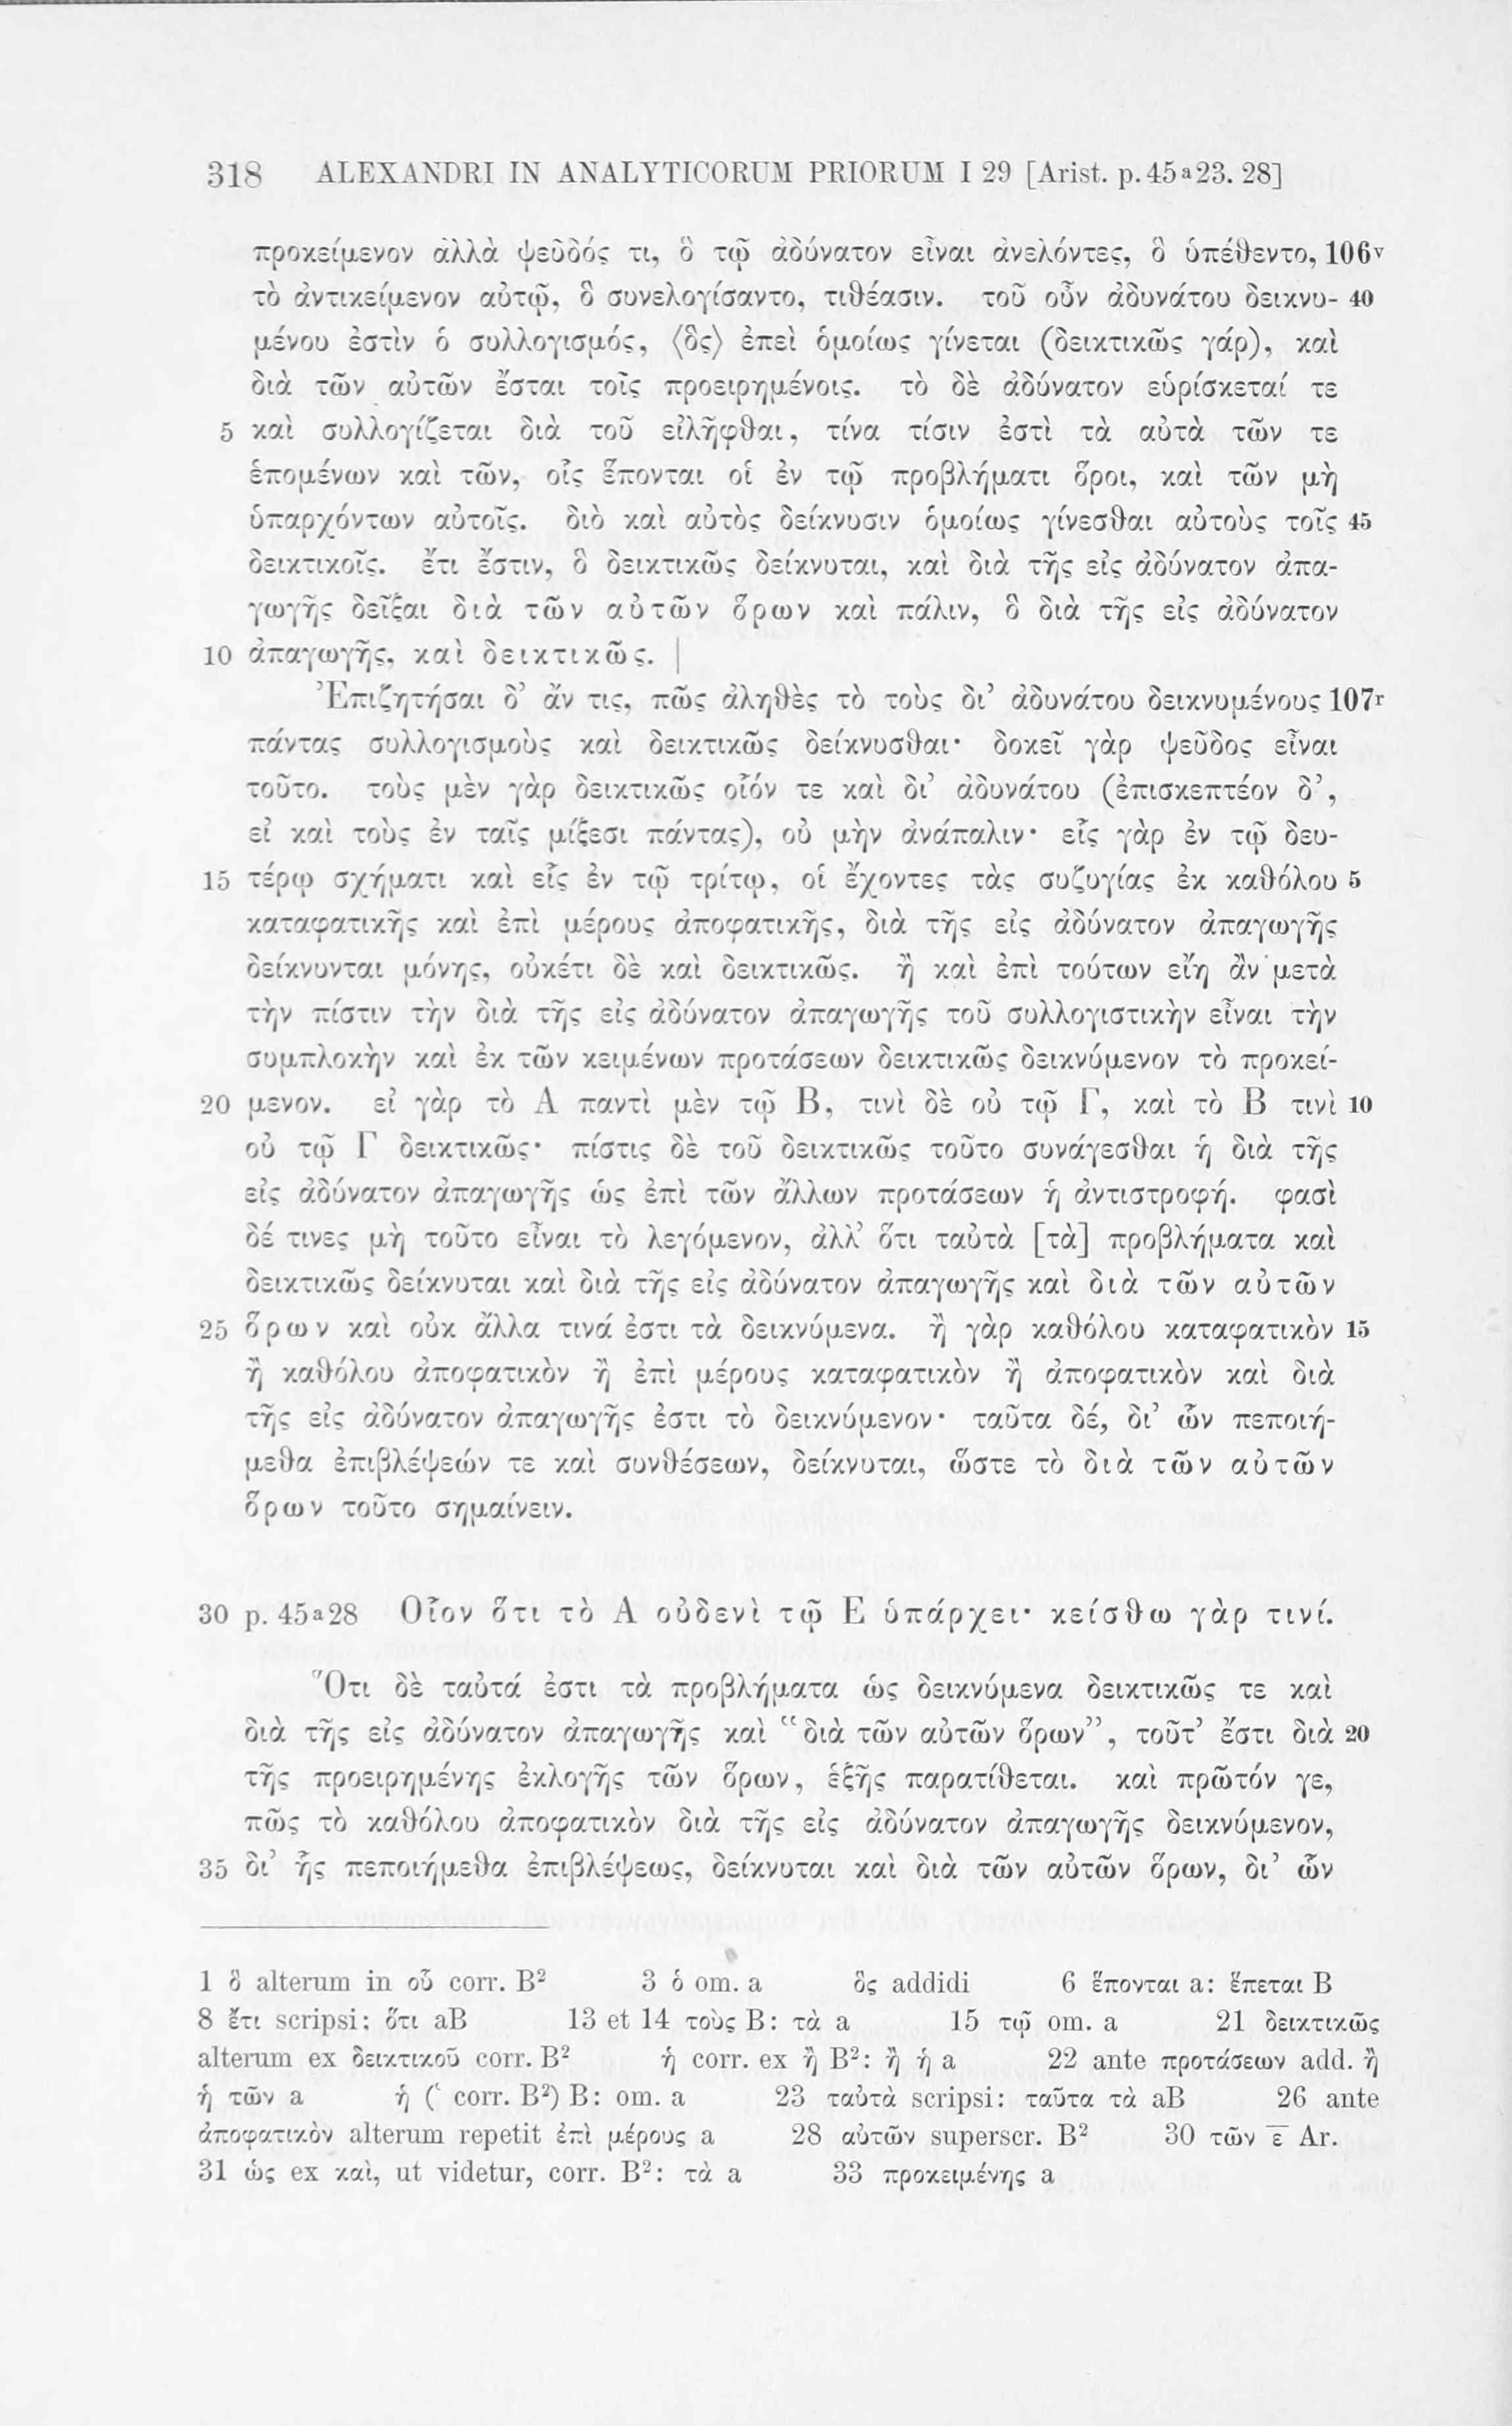 318 ALEXANDRI IN ANALYTICORUM PRIORUM I 29 [Arist. p. 45ᵃ23. 28]
προκείμενον ἀλλὰ ψεῦδός τι, ὃ τῷ ἀδύνατον εἶναι ἀνελόντες, ὃ ὑπέθεντο, 106ᵛ
τὸ ἀντικείμενον αὐτῷ, ὃ συνελογίσαντο, τιθέασιν. τοῦ οὖν ἀδυνάτου δεικνυ- 40
μένου ἐστὶν ὁ συλλογισμός, ⟨ὃς⟩ ἐπεὶ ὁμοίως γίνεται (δεικτικῶς γάρ), καὶ
διὰ τῶν αὐτῶν ἔσται τοῖς προειρημένοις. τὸ δὲ ἀδύνατον εὑρίσκεταί τε
5 καὶ συλλογίζεται διὰ τοῦ εἰλῆφθαι, τίνα τίσιν ἐστὶ τὰ αὐτὰ τῶν τε
ἑπομένων καὶ τῶν, οἷς ἕπονται οἱ ἐν τῷ προβλήματι ὅροι, καὶ τῶν μὴ
ὑπαρχόντων αὐτοῖς. διὸ καὶ αὐτὸς δείκνυσιν ὁμοίως γίνεσθαι αὐτοὺς τοῖς 45
δεικτικοῖς. ἔτι ἔστιν, ὃ δεικτικῶς δείκνυται, καὶ διὰ τῆς εἰς ἀδύνατον ἀπα-
γωγῆς δεῖξαι διὰ τῶν αὐτῶν ὅρων καὶ πάλιν, ὃ διὰ τῆς εἰς ἀδύνατον
10 ἀπαγωγῆς, καὶ δεικτικῶς. |
Ἐπιζητήσαι δ’ ἄν τις, πῶς ἀληθὲς τὸ τοὺς δι’ ἀδυνάτου δεικνυμένους 107ʳ
πάντας συλλογισμοὺς καὶ δεικτικῶς δείκνυσθαι· δοκεῖ γὰρ ψεῦδος εἶναι
τοῦτο. τοὺς μὲν γὰρ δεικτικῶς οἷόν τε καὶ δι’ ἀδυνάτου (ἐπισκεπτέον δ’,
εἰ καὶ τοὺς ἐν ταῖς μίξεσι πάντας), οὐ μὴν ἀνάπαλιν· εἷς γὰρ ἐν τῷ δευ-
15 τέρῳ σχήματι καὶ εἷς ἐν τῷ τρίτῳ, οἱ ἔχοντες τὰς συζυγίας ἐκ καθόλου 5
καταφατικῆς καὶ ἐπὶ μέρους ἀποφατικῆς, διὰ τῆς εἰς ἀδύνατον ἀπαγωγῆς
δείκνυνται μόνης, οὐκέτι δὲ καὶ δεικτικῶς. ἢ καὶ ἐπὶ τούτων εἴη ἂν μετὰ
τὴν πίστιν τὴν διὰ τῆς εἰς ἀδύνατον ἀπαγωγῆς τοῦ συλλογιστικὴν εἶναι τὴν
συμπλοκὴν καὶ ἐκ τῶν κειμένων προτάσεων δεικτικῶς δεικνύμενον τὸ προκεί-
20 μενον. εἰ γὰρ τὸ Α παντὶ μὲν τῷ Β, τινὶ δὲ οὐ τῷ Γ, καὶ τὸ Β τινὶ 10
οὐ τῷ Γ δεικτικῶς· πίστις δὲ τοῦ δεικτικῶς τοῦτο συνάγεσθαι ἡ διὰ τῆς
εἰς ἀδύνατον ἀπαγωγῆς ὡς ἐπὶ τῶν ἄλλων προτάσεων ἡ ἀντιστροφή. φασὶ
δέ τινες μὴ τοῦτο εἶναι τὸ λεγόμενον, ἀλλ’ ὅτι ταὐτὰ [τὰ] προβλήματα καὶ
δεικτικῶς δείκνυται καὶ διὰ τῆς εἰς ἀδύνατον ἀπαγωγῆς καὶ διὰ τῶν αὐτῶν
25 ὅρων καὶ οὐκ ἄλλα τινά ἐστι τὰ δεικνύμενα. ἢ γὰρ καθόλου καταφατικὸν 15
ἢ καθόλου ἀποφατικὸν ἢ ἐπὶ μέρους καταφατικὸν ἢ ἀποφατικὸν καὶ διὰ
τῆς εἰς ἀδύνατον ἀπαγωγῆς ἐστι τὸ δεικνύμενον· ταῦτα δέ, δι’ ὧν πεποιή-
μεθα ἐπιβλέψεών τε καὶ συνθέσεων, δείκνυται, ὥστε τὸ διὰ τῶν αὐτῶν
ὅρων τοῦτο σημαίνειν.
30 p. 45ᵃ28 Οἷον ὅτι τὸ Α οὐδενὶ τῷ Ε ὑπάρχει· κείσθω γὰρ τινί.
Ὅτι δὲ ταὐτά ἐστι τὰ προβλήματα ὡς δεικνύμενα δεικτικῶς τε καὶ
διὰ τῆς εἰς ἀδύνατον ἀπαγωγῆς καὶ “διὰ τῶν αὐτῶν ὅρων”, τοῦτ’ ἔστι διὰ 20
τῆς προειρημένης ἐκλογῆς τῶν ὅρων, ἑξῆς παρατίθεται. καὶ πρῶτόν γε,
πῶς τὸ καθόλου ἀποφατικὸν διὰ τῆς εἰς ἀδύνατον ἀπαγωγῆς δεικνύμενον,
35 δι’ ἧς πεποιήμεθα ἐπιβλέψεως, δείκνυται καὶ διὰ τῶν αὐτῶν ὅρων, δι’ ὧν
1 ὃ alterum in οὗ corr. B² 3 ὁ om. a ὃς addidi 6 ἕπονται a: ἕπεται B
8 ἔτι scripsi: ὅτι aB 13 et 14 τοὺς B: τὰ a 15 τῷ om. a 21 δεικτικῶς
alterum ex δεικτικοῦ corr. B² ἡ corr. ex ἢ B²: ἢ ἡ a 22 ante προτάσεων add. ἢ
ἡ τῶν a ἡ (‘ corr. B²) B: om. a 23 ταὐτὰ scripsi: ταῦτα τὰ aB 26 ante
ἀποφατικὸν alterum repetit ἐπὶ μέρους a 28 αὐτῶν superscr. B² 30 τῶν ε̅ Ar.
31 ὡς ex καὶ, ut videtur, corr. B²: τὰ a 33 προκειμένης a